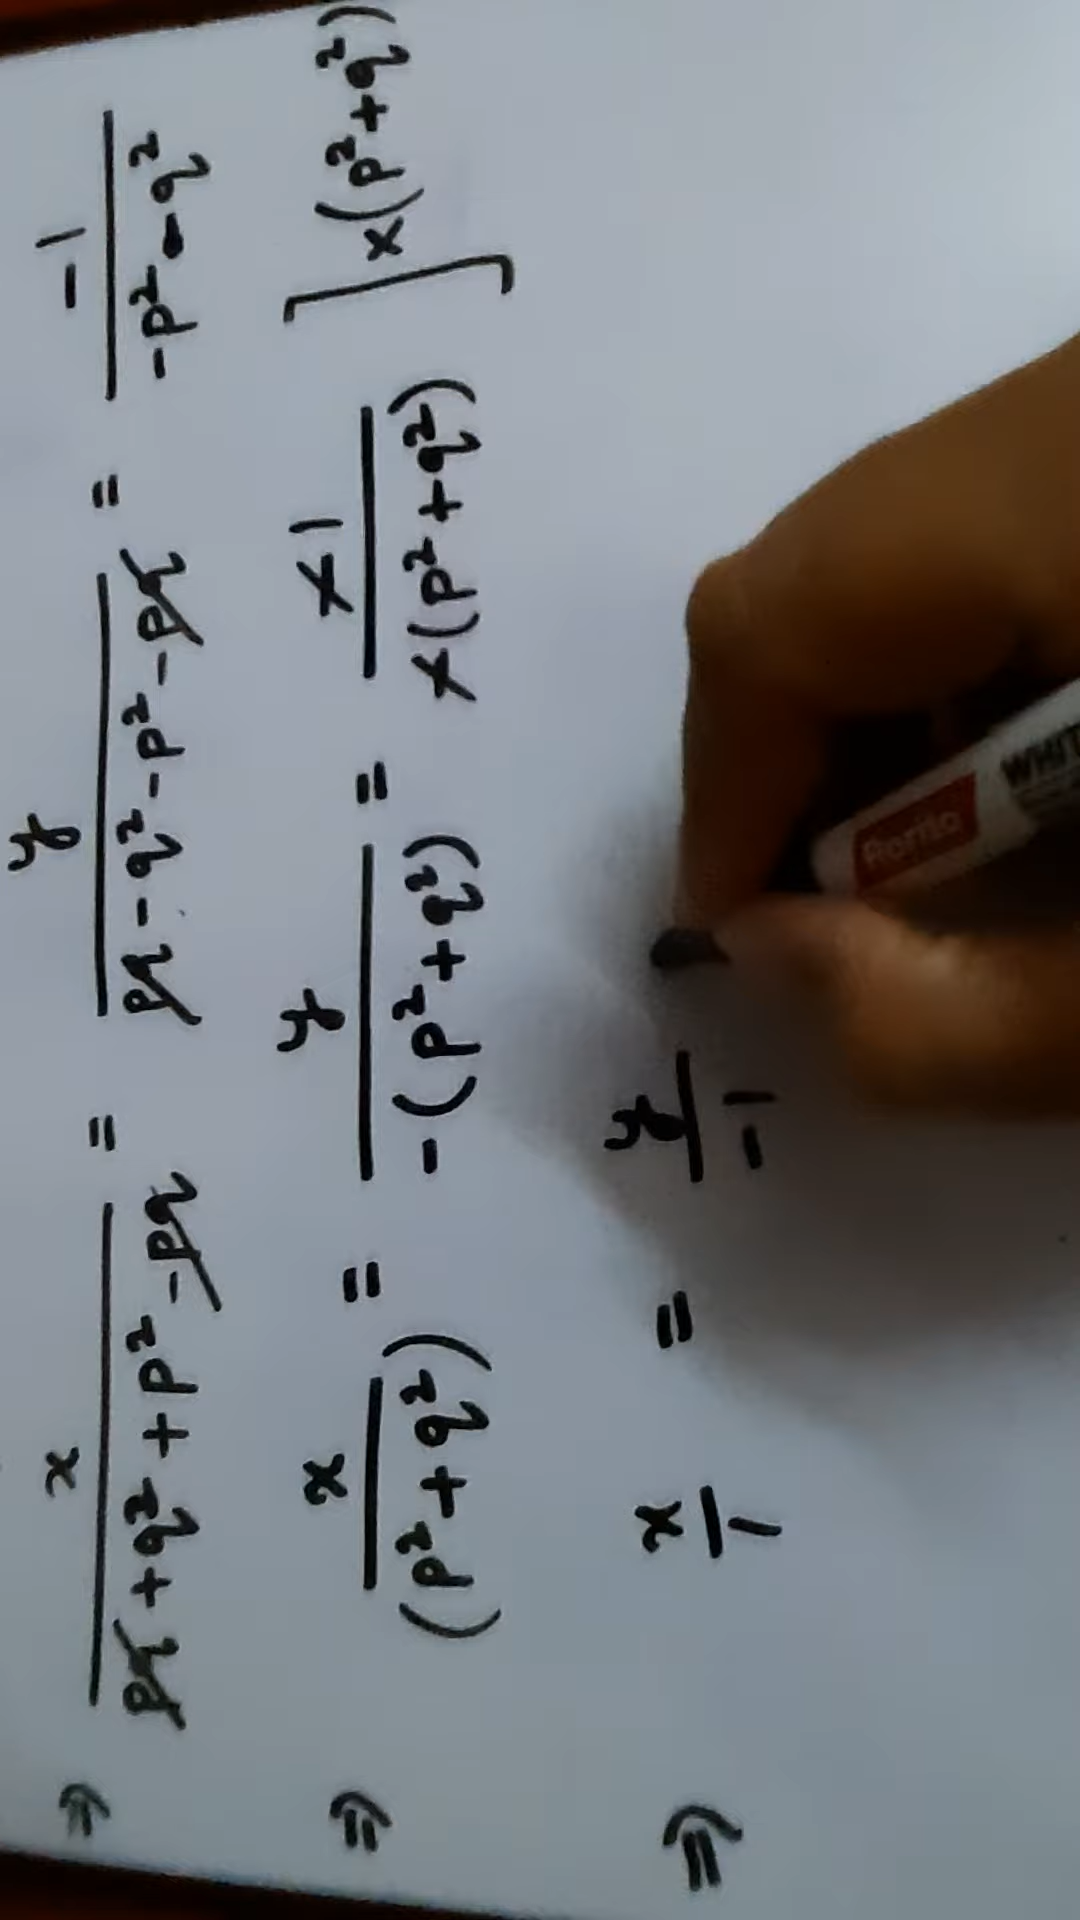 ⇒ x/(pq + q² + p² - pq) = y/(pq - q² - p² - pq) = -1/(-p² - q²)
⇒ x/(p² + q²) = y/-(p² + q²) = -1/-(p² + q²) ] x(p² + q²)
⇒ x/1 = y/-1
Rorito
WHIT